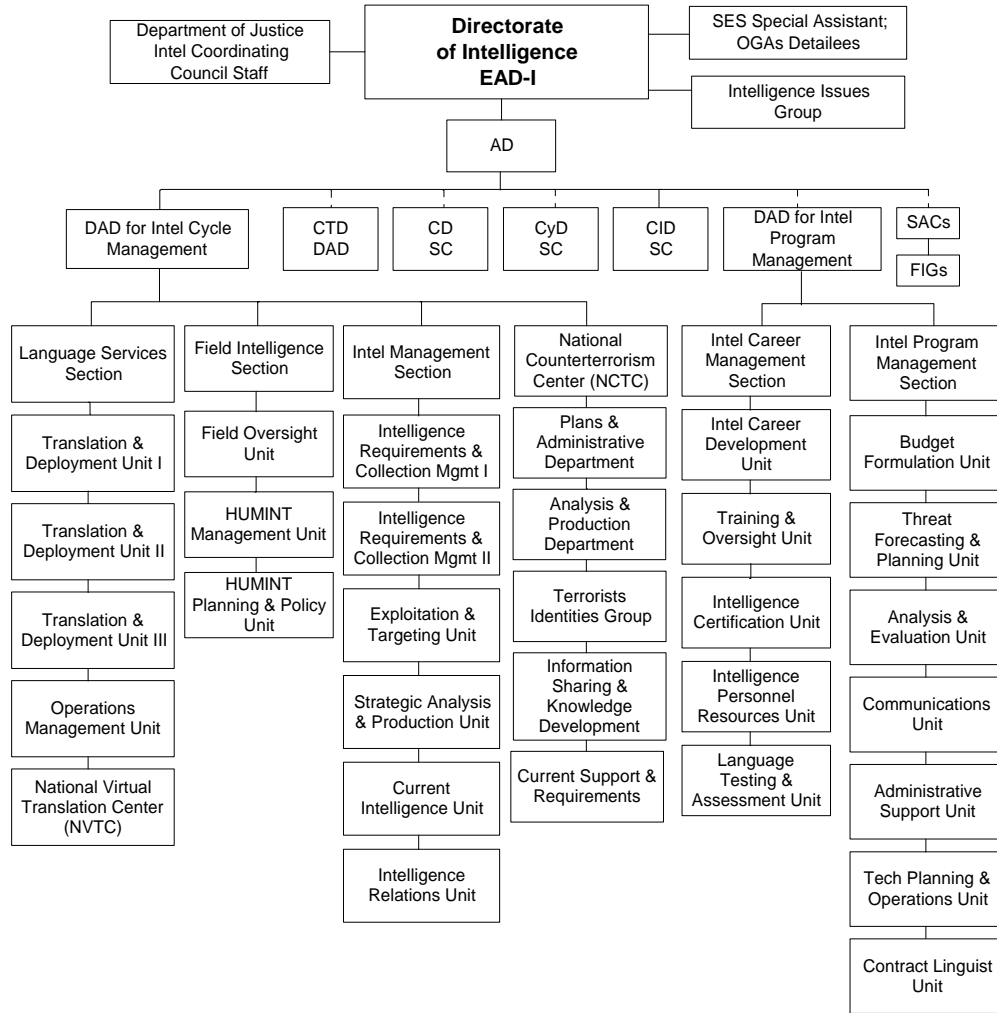 Department of Justice
Intel Coordinating
Council Staff
Directorate
of Intelligence
EAD-I
SES Special Assistant;
OGAs Detailees
Intelligence Issues
Group
AD
DAD for Intel Cycle
Management
CTD
DAD
CD
SC
CyD
SC
CID
SC
DAD for Intel
Program
Management
SACs
FIGs
Language Services
Section
Translation &
Deployment Unit I
Translation &
Deployment Unit II
Translation &
Deployment Unit III
Operations
Management Unit
National Virtual
Translation Center
(NVTC)
Field Intelligence
Section
Field Oversight
Unit
HUMINT
Management Unit
HUMINT
Planning & Policy
Unit
Intel Management
Section
Intelligence
Requirements &
Collection Mgmt I
Intelligence
Requirements &
Collection Mgmt II
Exploitation &
Targeting Unit
Strategic Analysis
& Production Unit
Current
Intelligence Unit
Intelligence
Relations Unit
National
Counterterrorism
Center (NCTC)
Plans &
Administrative
Department
Analysis &
Production
Department
Terrorists
Identities Group
Information
Sharing &
Knowledge
Development
Current Support &
Requirements
Intel Career
Management
Section
Intel Career
Development
Unit
Training &
Oversight Unit
Intelligence
Certification Unit
Intelligence
Personnel
Resources Unit
Language
Testing &
Assessment Unit
Intel Program
Management
Section
Budget
Formulation Unit
Threat
Forecasting &
Planning Unit
Analysis &
Evaluation Unit
Communications
Unit
Administrative
Support Unit
Tech Planning &
Operations Unit
Contract Linguist
Unit